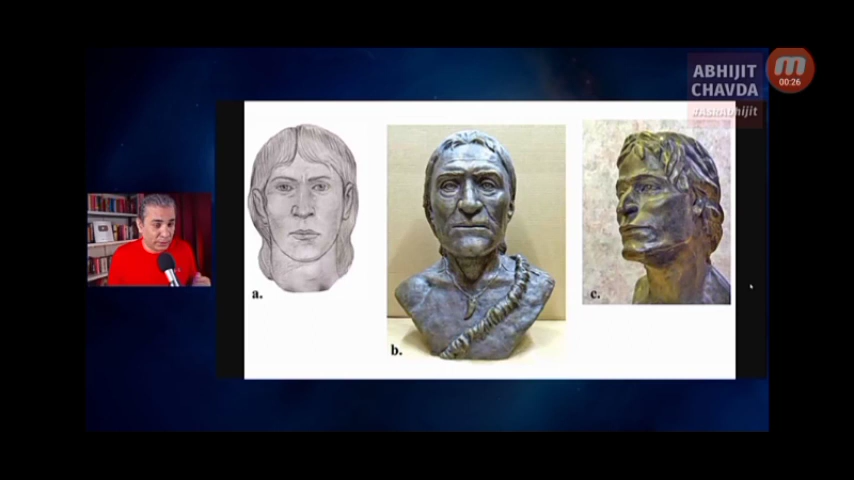 ABHIJIT
CHAVDA
#AskAbhijit
00:26
a.
b.
c.